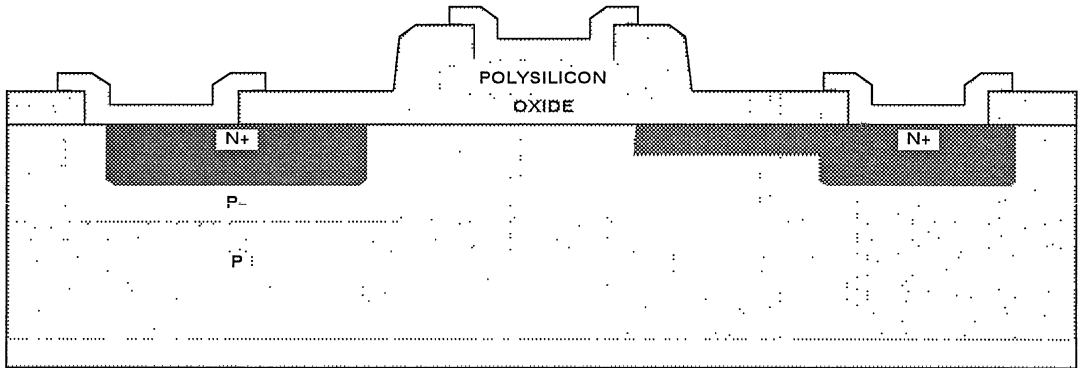 POLYSILICON
OXIDE
N+
N+
P-
P